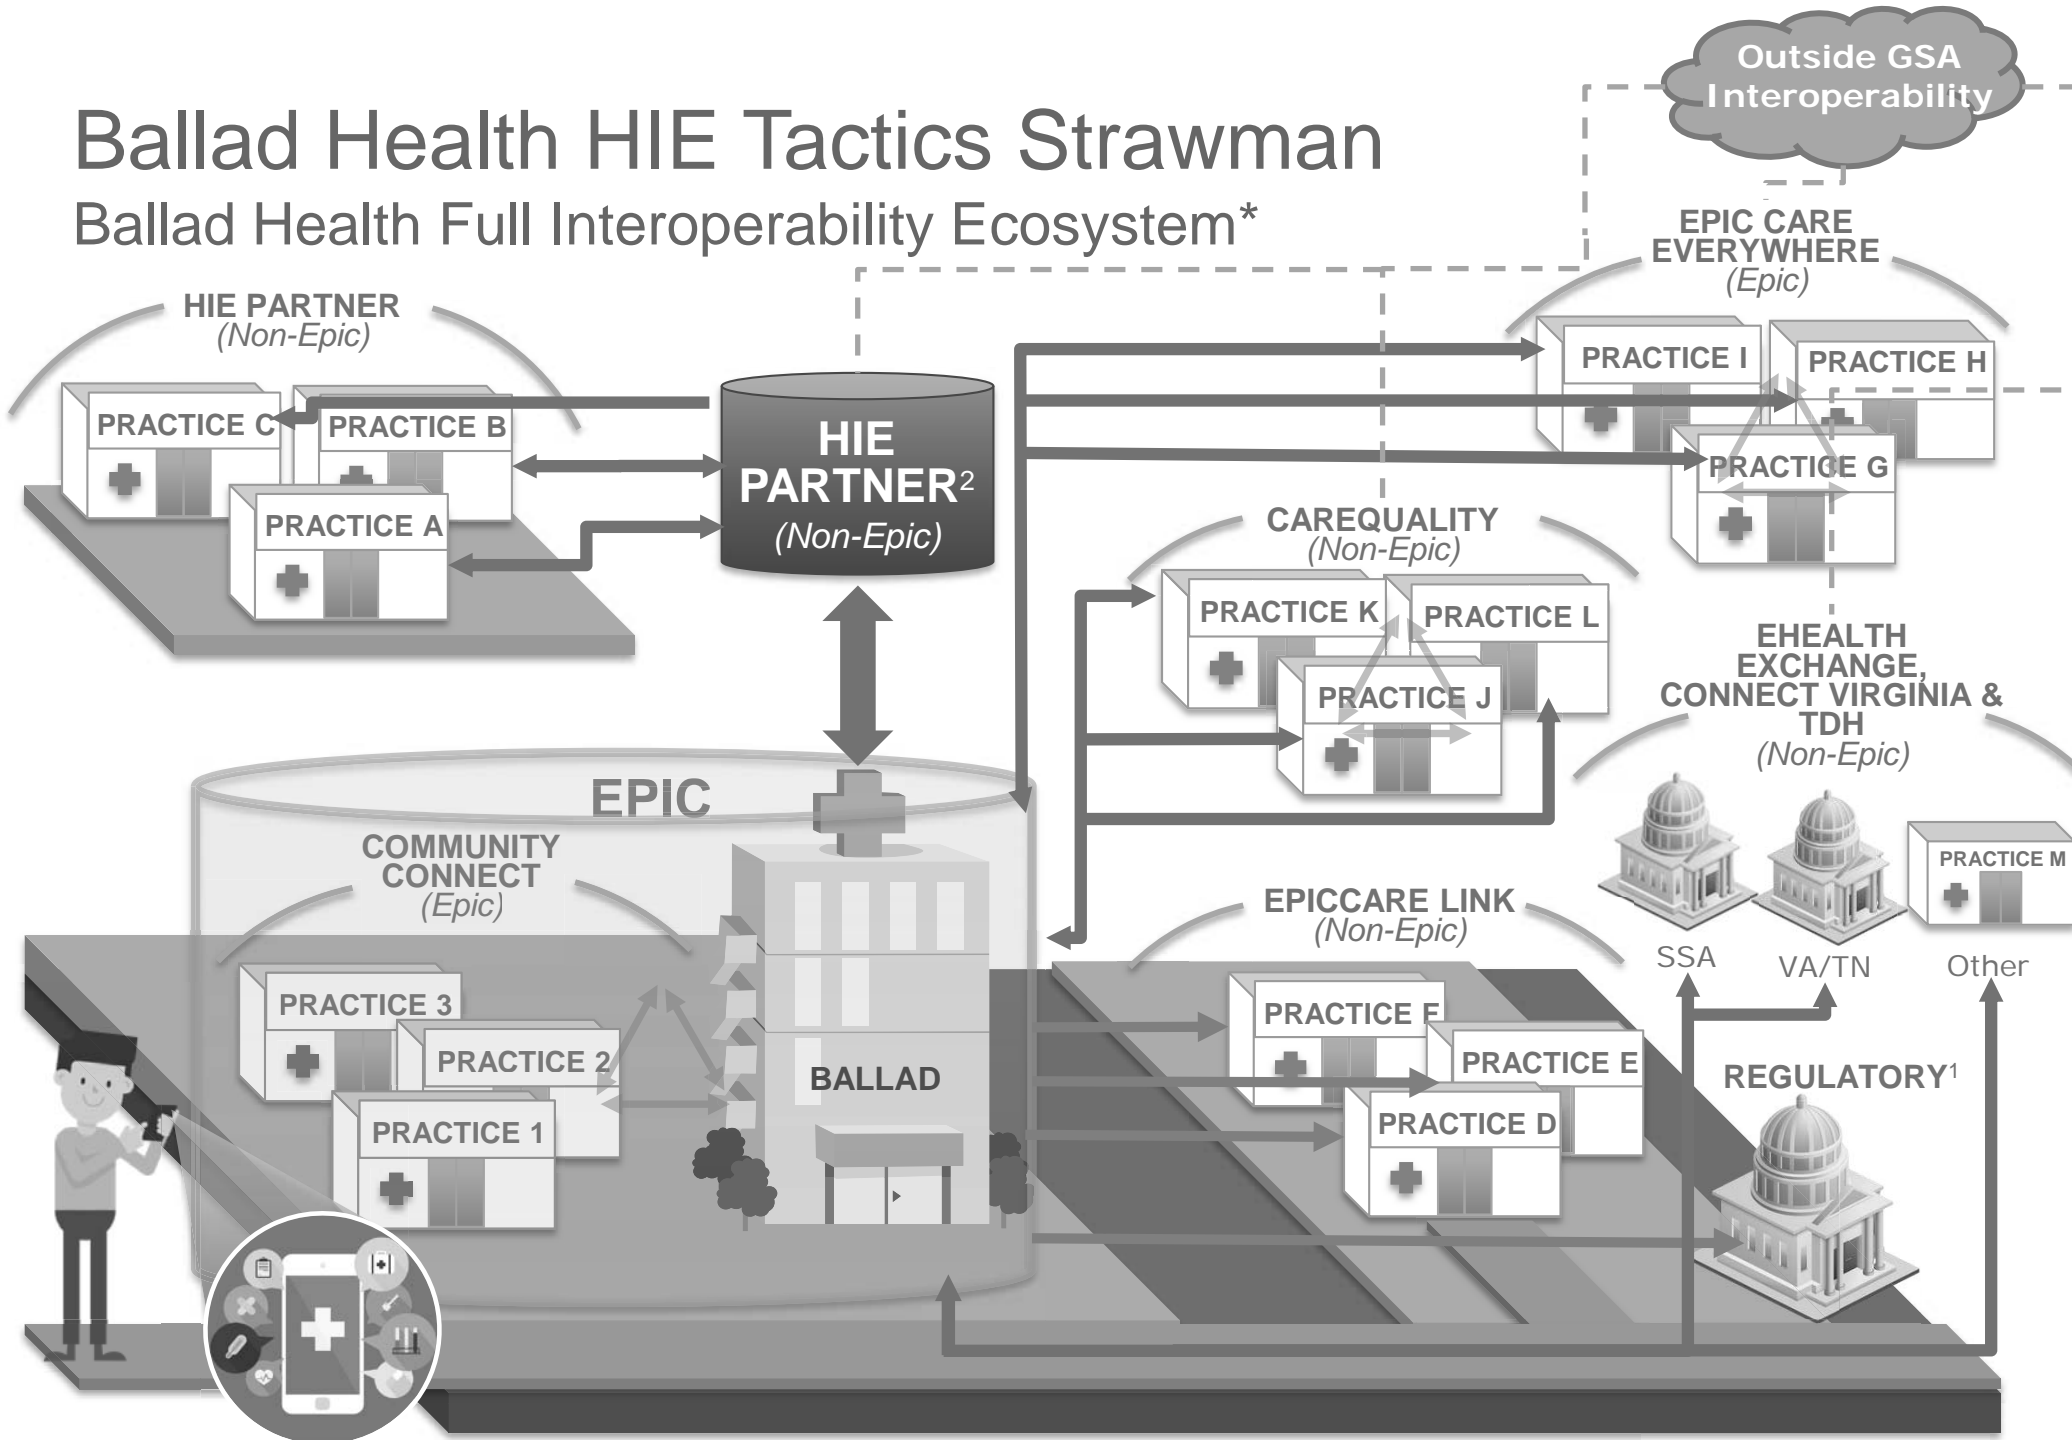 Outside GSA
Interoperability
Ballad Health HIE Tactics Strawman
Ballad Health Full Interoperability Ecosystem*
EPIC CARE
EVERYWHERE
(Epic)
HIE PARTNER
(Non-Epic)
PRACTICE I
PRACTICE H
PRACTICE G
PRACTICE C
PRACTICE B
PRACTICE A
HIE
PARTNER2
(Non-Epic)
CAREQUALITY
(Non-Epic)
PRACTICE K
PRACTICE L
PRACTICE J
EHEALTH
EXCHANGE,
CONNECT VIRGINIA &
TDH
(Non-Epic)
EPIC
COMMUNITY
CONNECT
(Epic)
PRACTICE M
EPICCARE LINK
(Non-Epic)
SSA
VA/TN
Other
PRACTICE 3
PRACTICE 2
PRACTICE 1
BALLAD
PRACTICE F
PRACTICE E
PRACTICE D
REGULATORY1